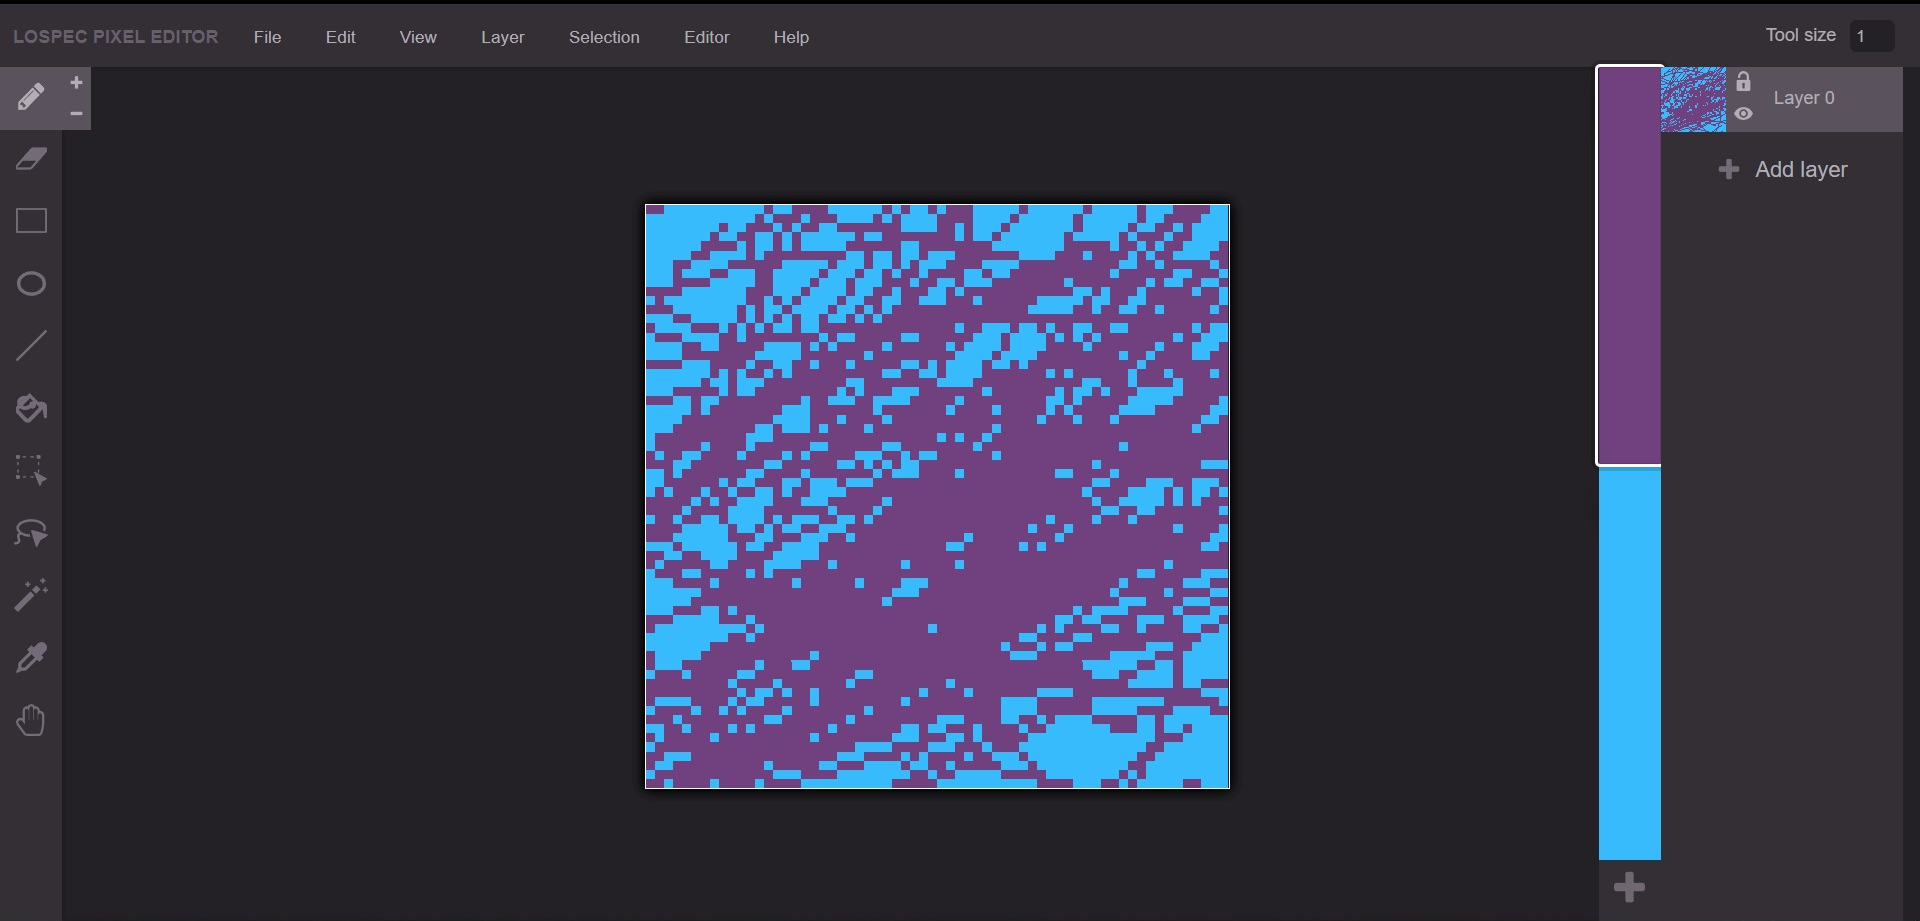 LOSPEC PIXEL EDITOR File Edit View Layer Selection Editor Help Tool size 1
Layer 0
Add layer